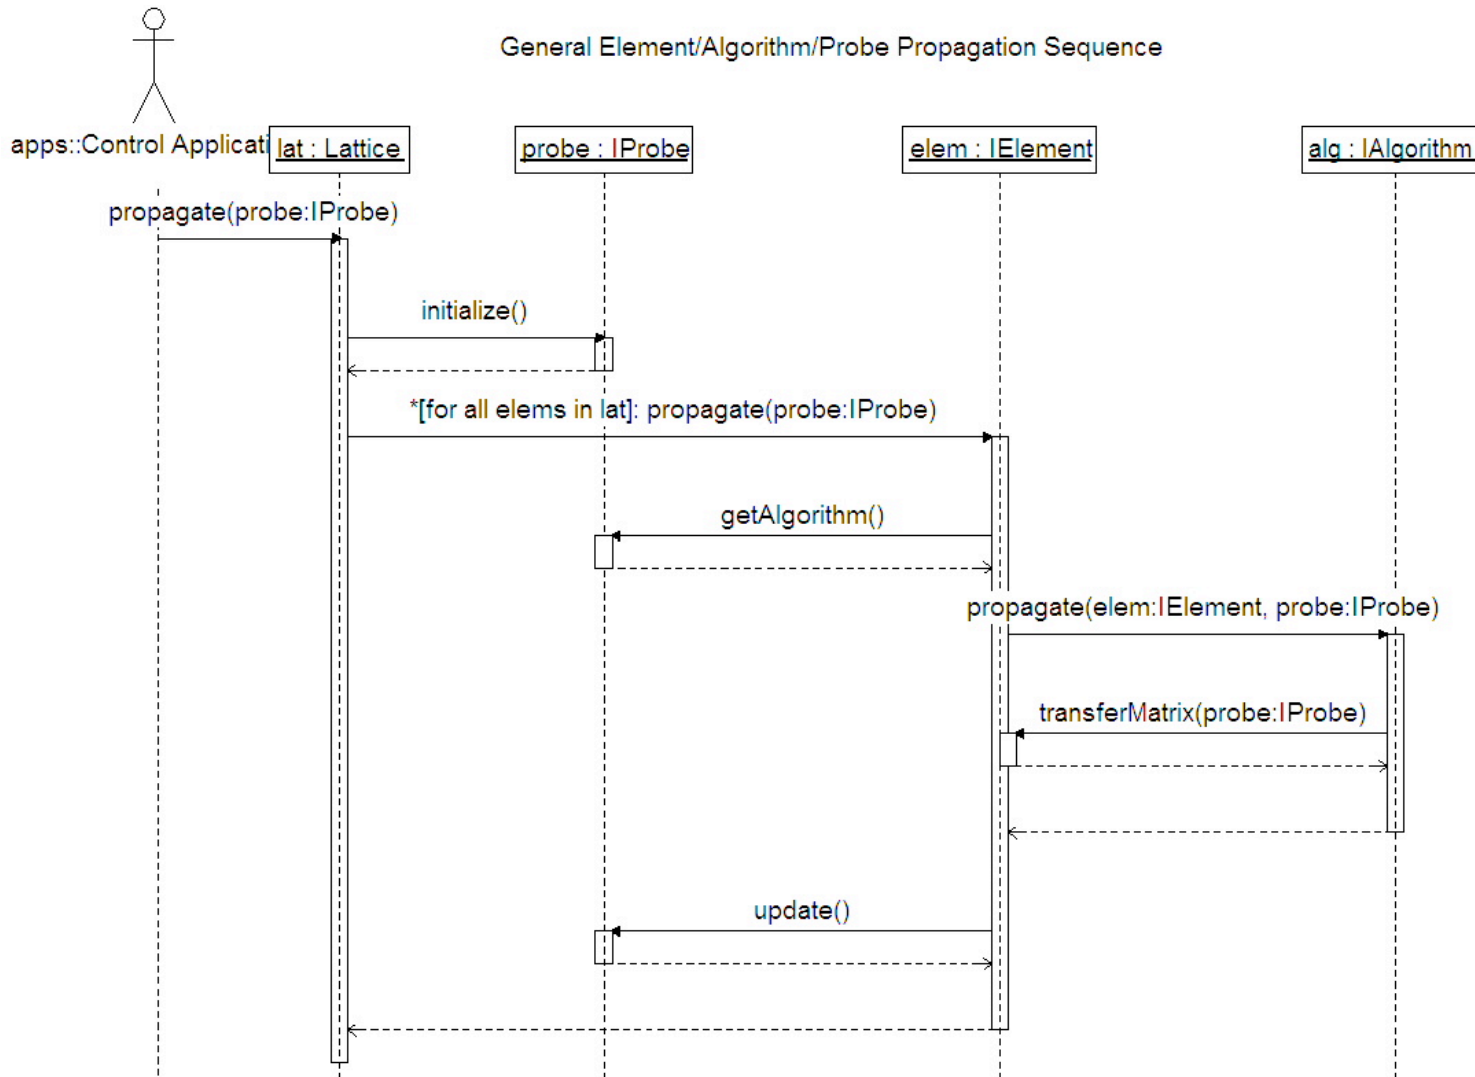 General Element/Algorithm/Probe Propagation Sequence
apps::Control Applicati
lat : Lattice
probe : IProbe
elem : IElement
alg : IAlgorithm
propagate(probe:IProbe)
initialize()
*[for all elems in lat]: propagate(probe:IProbe)
getAlgorithm()
propagate(elem:IElement, probe:IProbe)
transferMatrix(probe:IProbe)
update()